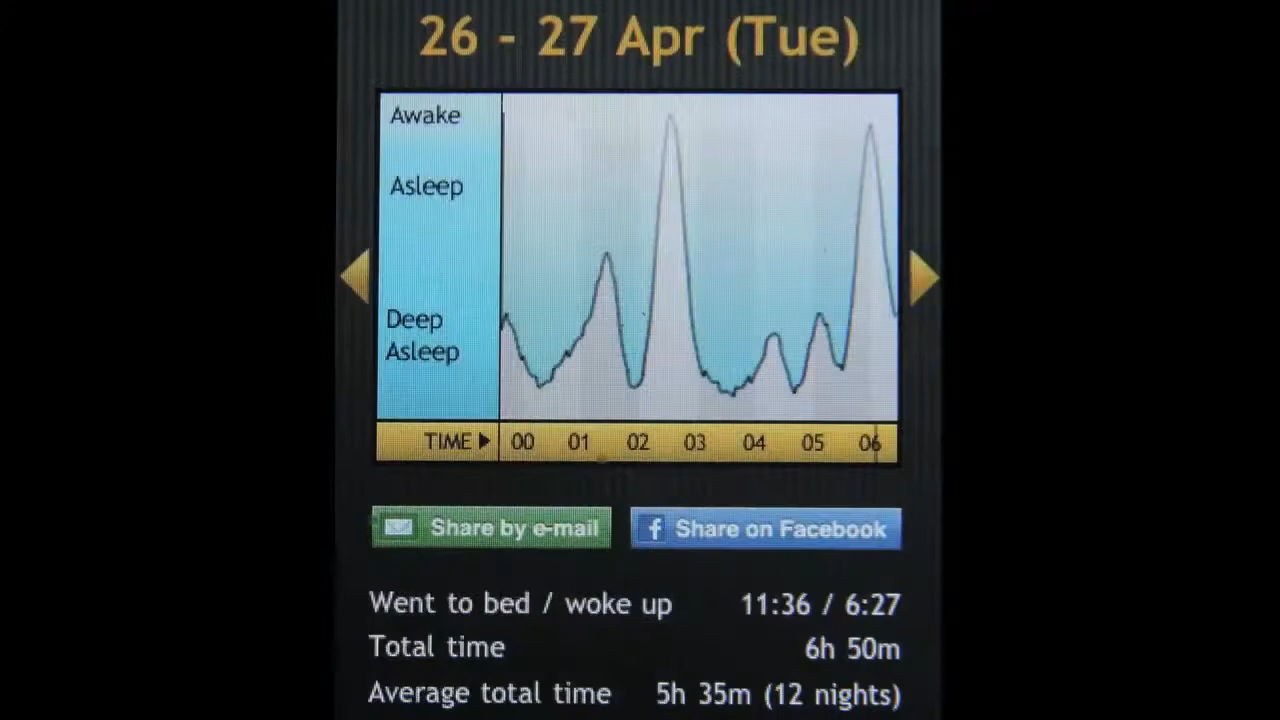 26 - 27 Apr (Tue)
Awake
Asleep
Deep
Asleep
TIME 00 01 02 03 04 05 06
Share by e-mail
f Share on Facebook
Went to bed / woke up 11:36 / 6:27
Total time 6h 50m
Average total time 5h 35m (12 nights)